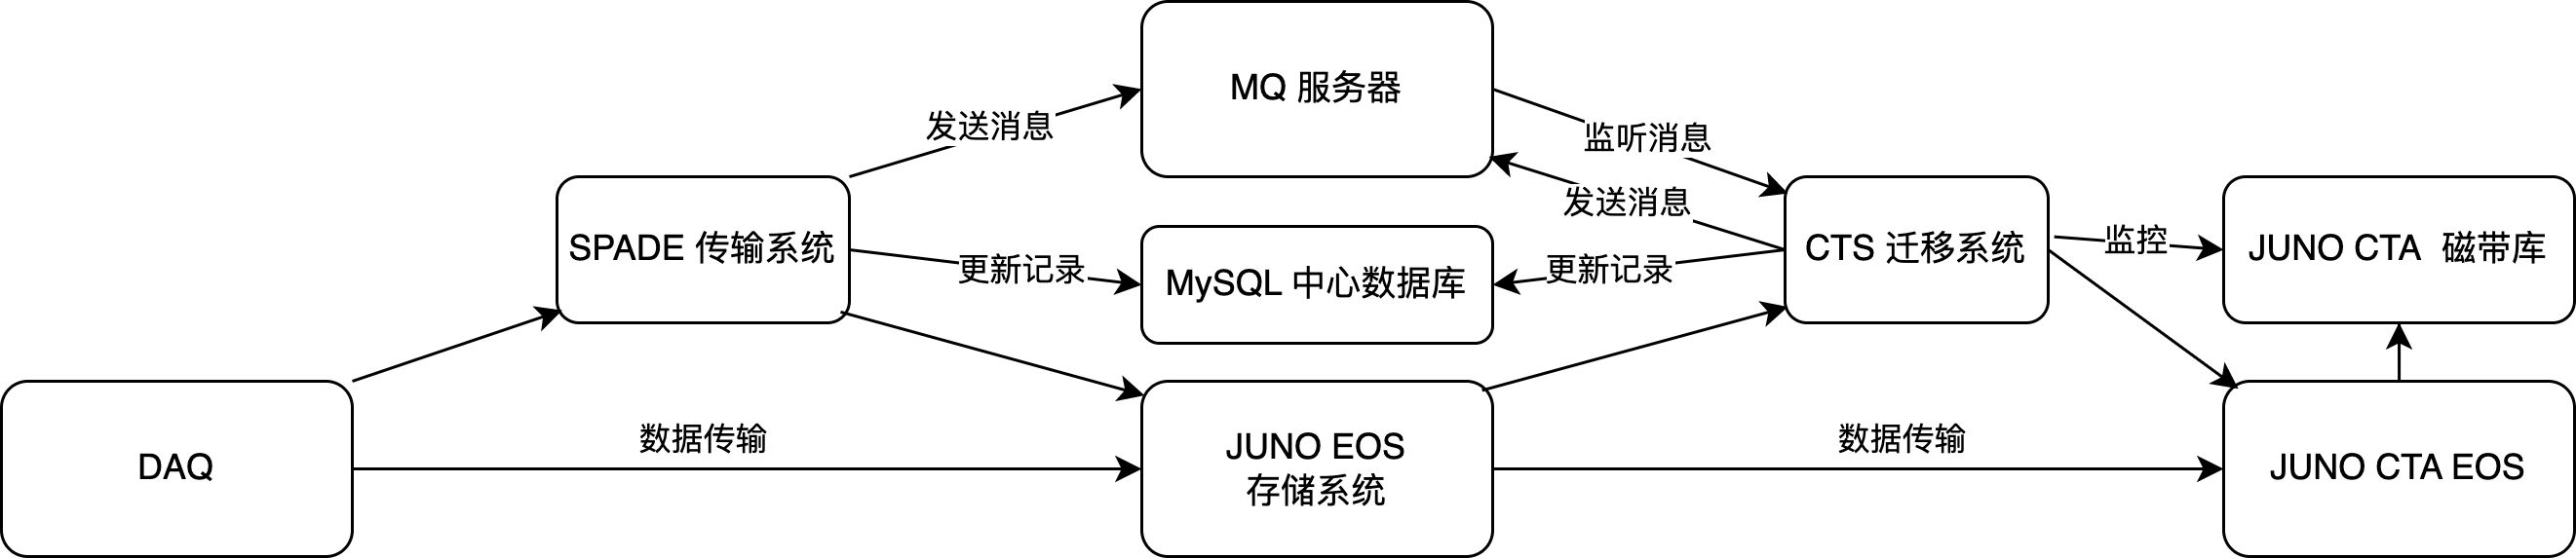 MQ 服务器
发送消息
监听消息
发送消息
SPADE 传输系统
更新记录
MySQL 中心数据库
更新记录
CTS 迁移系统
监控
JUNO CTA 磁带库
DAQ
数据传输
JUNO EOS
存储系统
数据传输
JUNO CTA EOS